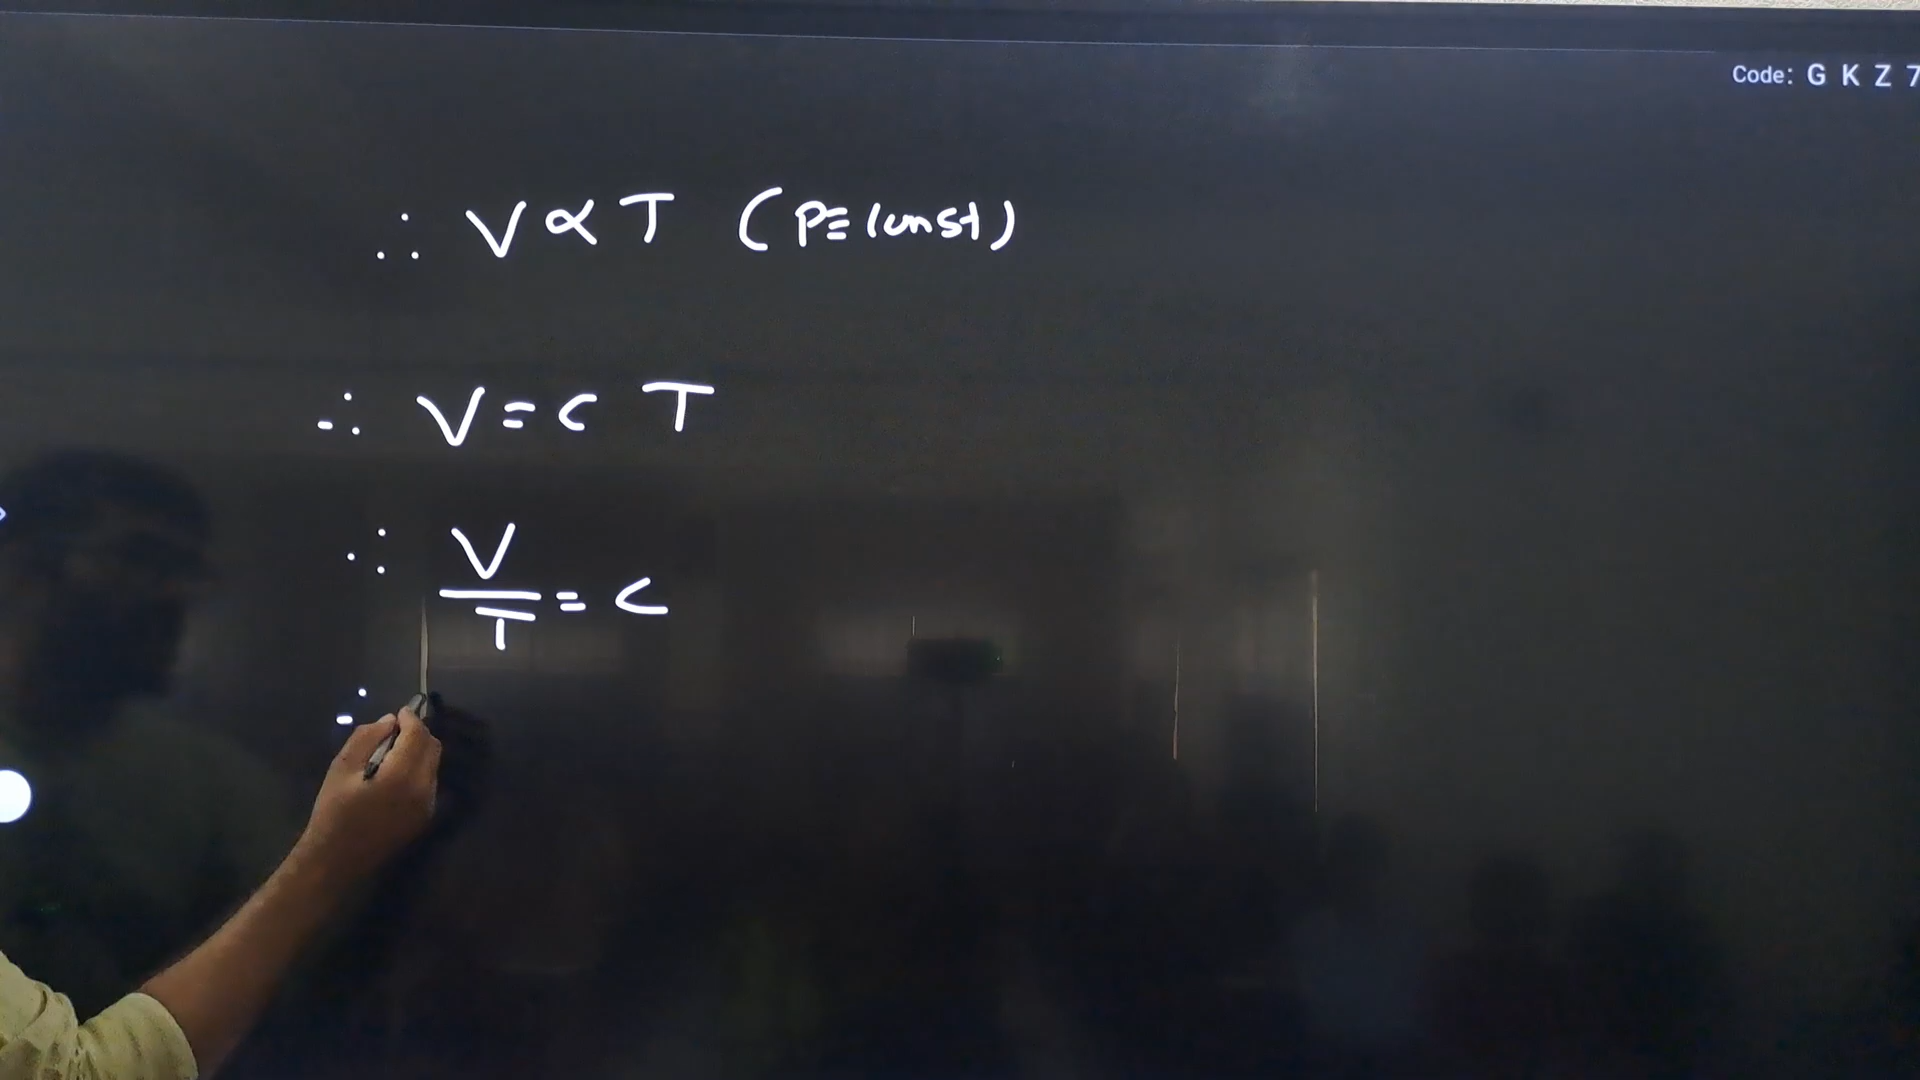 Code: G K Z 7
∴ V ∝ T (P = const)
∴ V = C T
∴ V/T = C
∴